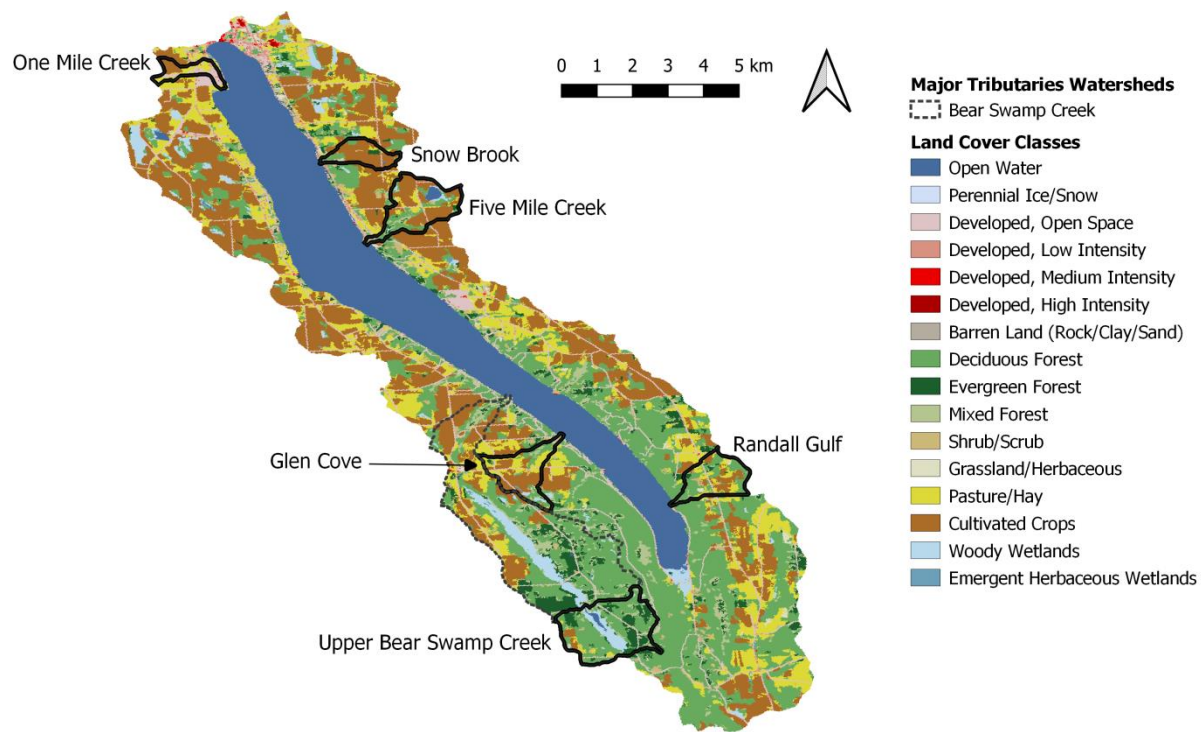 One Mile Creek
Snow Brook
Five Mile Creek
Glen Cove
Randall Gulf
Upper Bear Swamp Creek
0 1 2 3 4 5 km
Major Tributaries Watersheds
Bear Swamp Creek
Land Cover Classes
Open Water
Perennial Ice/Snow
Developed, Open Space
Developed, Low Intensity
Developed, Medium Intensity
Developed, High Intensity
Barren Land (Rock/Clay/Sand)
Deciduous Forest
Evergreen Forest
Mixed Forest
Shrub/Scrub
Grassland/Herbaceous
Pasture/Hay
Cultivated Crops
Woody Wetlands
Emergent Herbaceous Wetlands